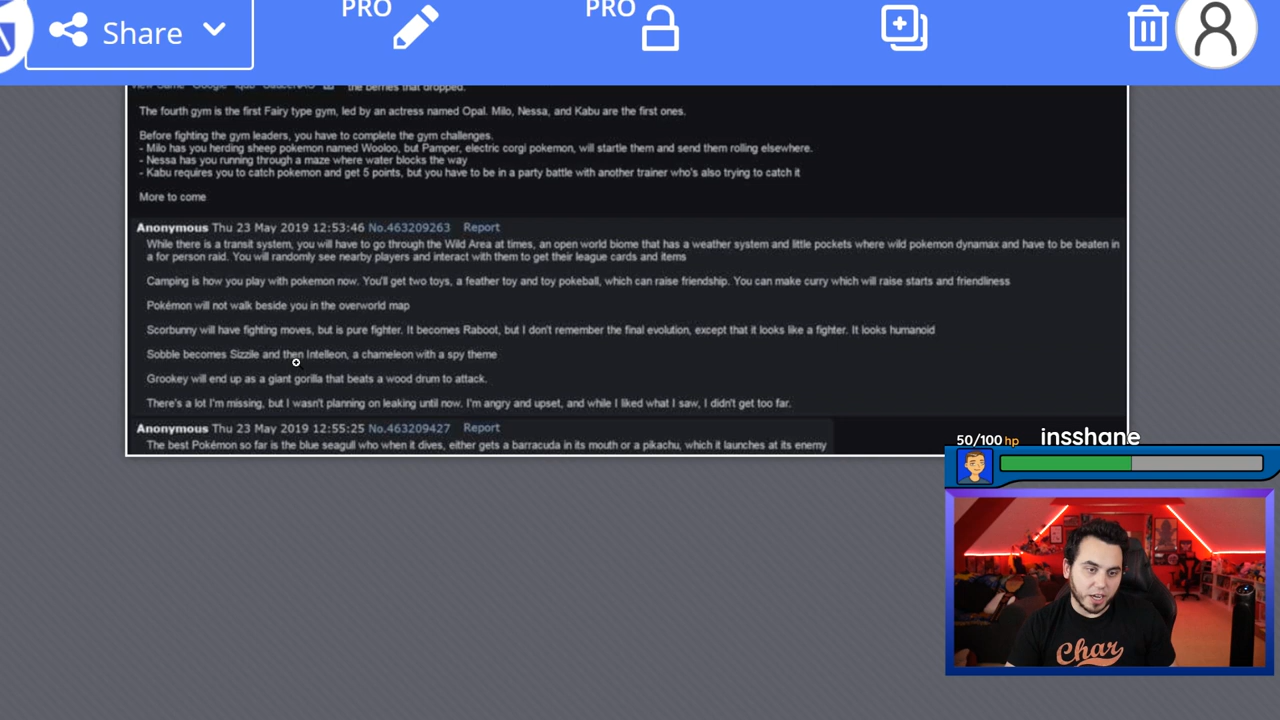 PRO
PRO
Share
the berries that dropped.
The fourth gym is the first Fairy type gym, led by an actress named Opal. Milo, Nessa, and Kabu are the first ones.
Before fighting the gym leaders, you have to complete the gym challenges.
- Milo has you herding sheep pokemon named Wooloo, but Pamper, electric corgi pokemon, will startle them and send them rolling elsewhere.
- Nessa has you running through a maze where water blocks the way
- Kabu requires you to catch pokemon and get 5 points, but you have to be in a party battle with another trainer who's also trying to catch it
More to come
Anonymous Thu 23 May 2019 12:53:46 No.463209263 Report
While there is a transit system, you will have to go through the Wild Area at times, an open world biome that has a weather system and little pockets where wild pokemon dynamax and have to be beaten in
a for person raid. You will randomly see nearby players and interact with them to get their league cards and items
Camping is how you play with pokemon now. You'll get two toys, a feather toy and toy pokeball, which can raise friendship. You can make curry which will raise starts and friendliness
Pokémon will not walk beside you in the overworld map
Scorbunny will have fighting moves, but is pure fighter. It becomes Raboot, but I don't remember the final evolution, except that it looks like a fighter. It looks humanoid
Sobble becomes Sizzile and then Intelleon, a chameleon with a spy theme
Grookey will end up as a giant gorilla that beats a wood drum to attack.
There's a lot I'm missing, but I wasn't planning on leaking until now. I'm angry and upset, and while I liked what I saw, I didn't get too far.
Anonymous Thu 23 May 2019 12:55:25 No.463209427 Report
The best Pokémon so far is the blue seagull who when it dives, either gets a barracuda in its mouth or a pikachu, which it launches at its enemy
50/100 hp insshane
Char